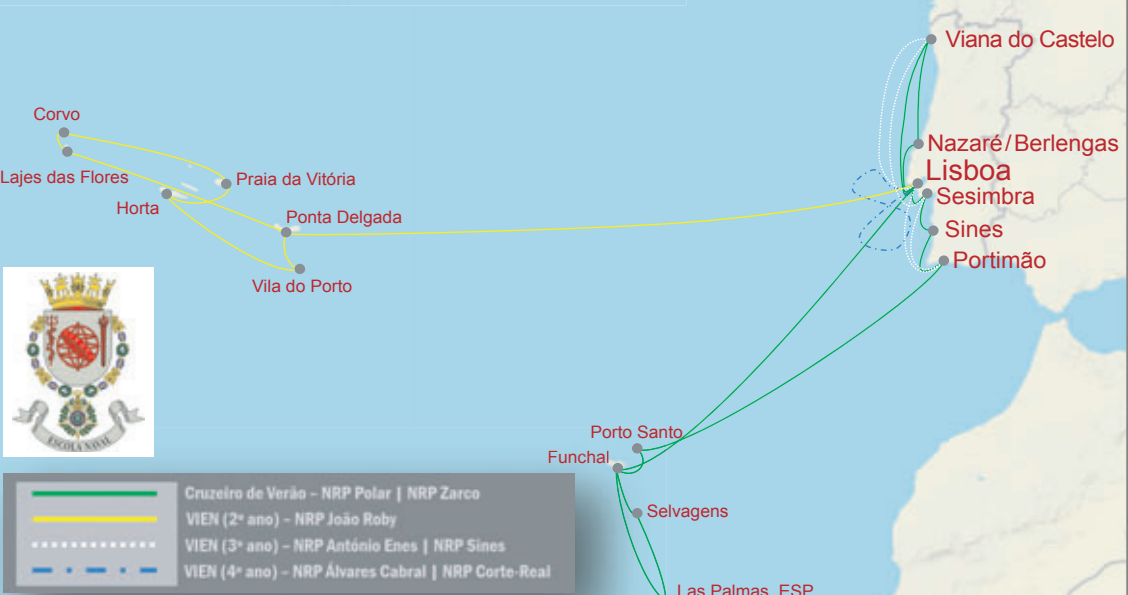 Viana do Castelo
Corvo
Nazaré/Berlengas
Lisboa
Lajes das Flores
Praia da Vitória
Sesimbra
Horta
Ponta Delgada
Sines
Portimão
Vila do Porto
ESCOLA NAVAL
Porto Santo
Funchal
Selvagens
Las Palmas, ESP
Cruzeiro de Verão – NRP Polar | NRP Zarco
VIEN (2º ano) – NRP João Roby
VIEN (3º ano) – NRP António Enes | NRP Sines
VIEN (4º ano) – NRP Álvares Cabral | NRP Corte-Real